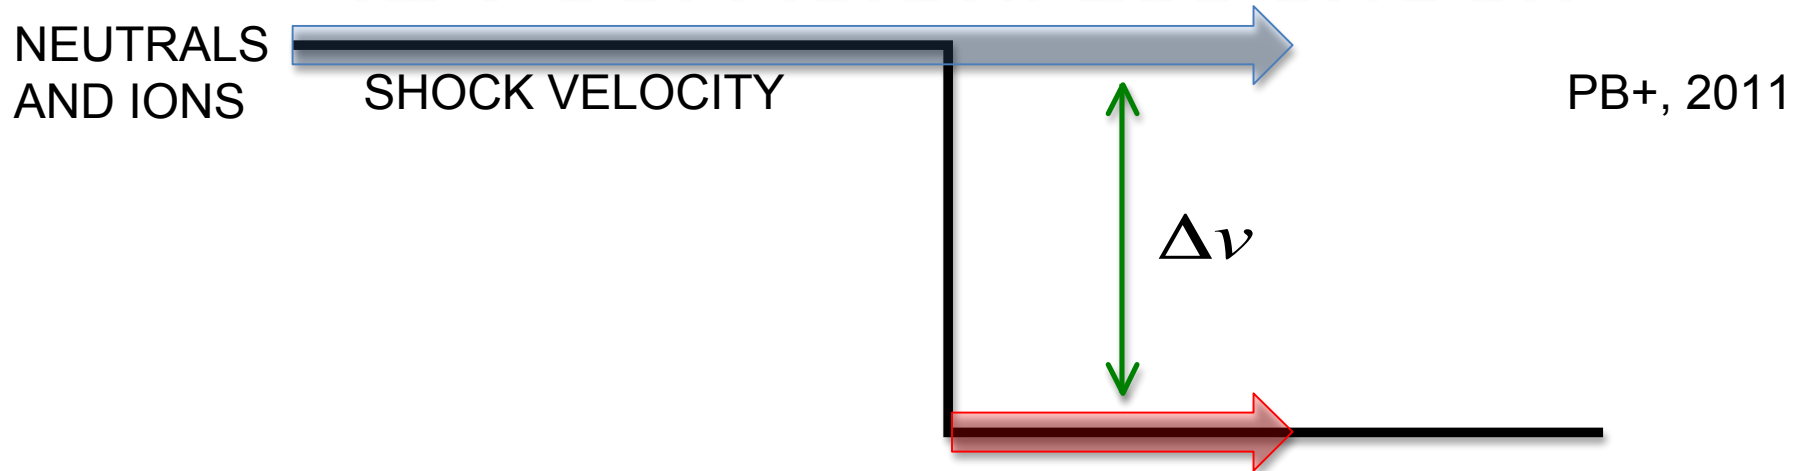 NEUTRALS
AND IONS
SHOCK VELOCITY
PB+, 2011
Δv